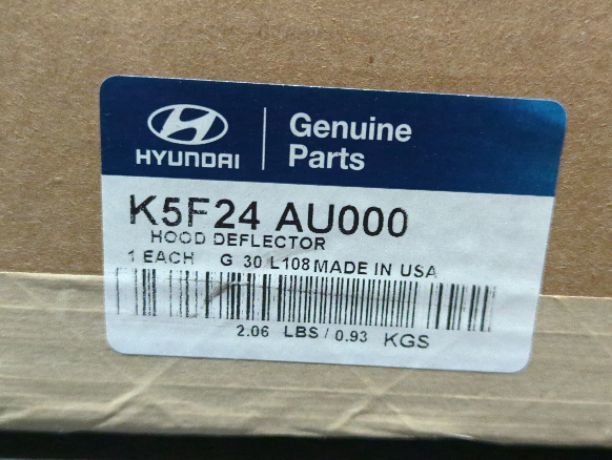 HYUNDAI
Genuine
Parts
K5F24 AU000
HOOD DEFLECTOR
1 EACH G 30 L108 MADE IN USA
2.06 LBS / 0.93 KGS